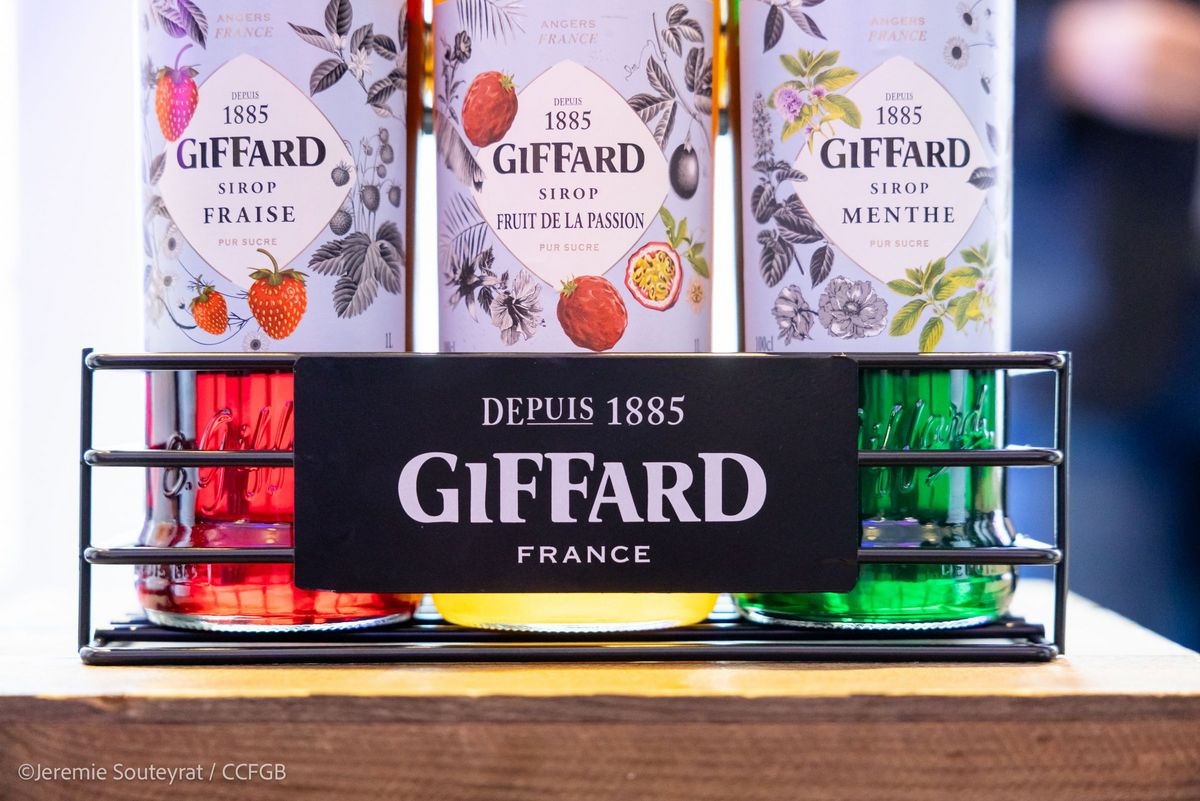 ANGERS
FRANCE
DEPUIS
1885
GIFFARD
SIROP
FRAISE
PUR SUCRE
1L
ANGERS
FRANCE
DEPUIS
1885
GIFFARD
SIROP
FRUIT DE LA PASSION
PUR SUCRE
1L
ANGERS
FRANCE
DEPUIS
1885
GIFFARD
SIROP
MENTHE
PUR SUCRE
100cl
DEPUIS 1885
GIFFARD
FRANCE
©Jeremie Souteyrat / CCFGB